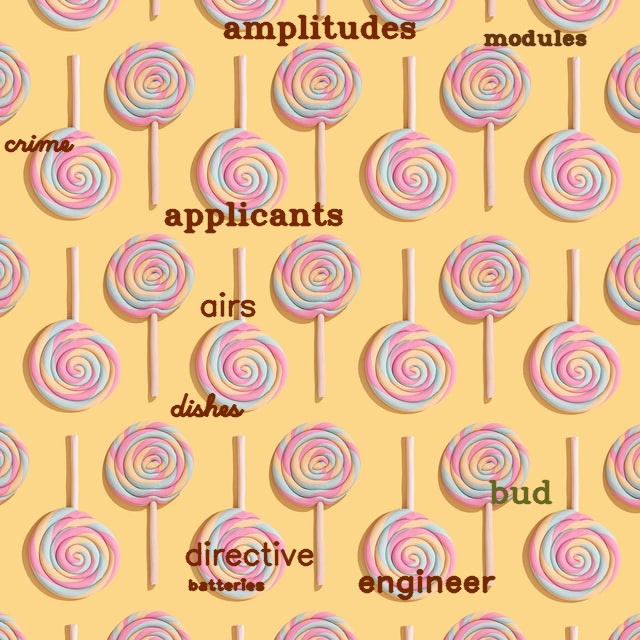 amplitudes
modules
crime
applicants
airs
dishes
bud
directive
engineer
batteries